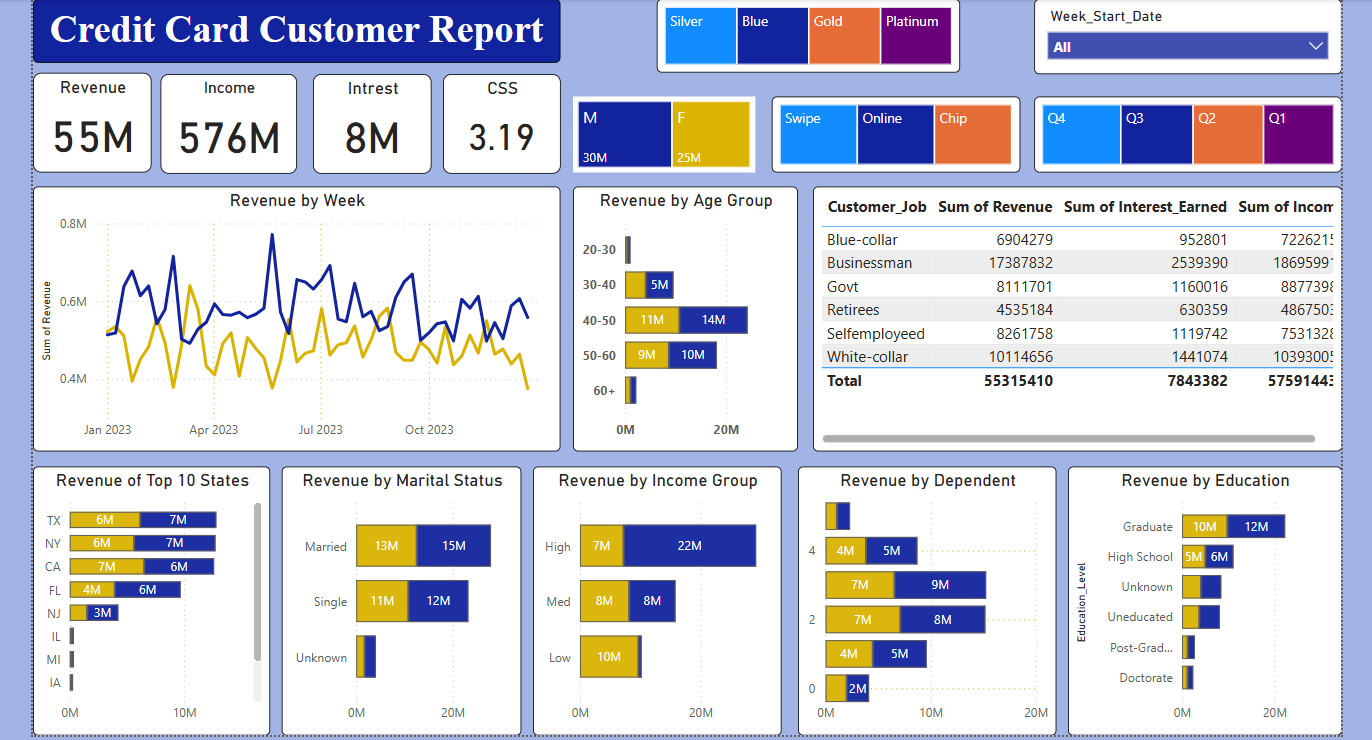 Credit Card Customer Report
Silver Blue Gold Platinum
Week_Start_Date
All
Revenue
55M
Income
576M
Intrest
8M
CSS
3.19
M F
30M 25M
Swipe Online Chip
Q4 Q3 Q2 Q1
Revenue by Week
Sum of Revenue
0.8M
0.6M
0.4M
Jan 2023 Apr 2023 Jul 2023 Oct 2023
Revenue by Age Group
20-30
30-40 5M
40-50 11M 14M
50-60 9M 10M
60+
0M 20M
Customer_Job Sum of Revenue Sum of Interest_Earned Sum of Incom
Blue-collar 6904279 952801 7226215
Businessman 17387832 2539390 18695991
Govt 8111701 1160016 8877398
Retirees 4535184 630359 4867503
Selfemployeed 8261758 1119742 7531328
White-collar 10114656 1441074 10393005
Total 55315410 7843382 57591443
Revenue of Top 10 States
TX 6M 7M
NY 6M 7M
CA 7M 6M
FL 4M 6M
NJ 3M
IL
MI
IA
0M 10M
Revenue by Marital Status
Married 13M 15M
Single 11M 12M
Unknown
0M 20M
Revenue by Income Group
High 7M 22M
Med 8M 8M
Low 10M
0M 20M
Revenue by Dependent
4 4M 5M
7M 9M
2 7M 8M
4M 5M
0 2M
0M 10M 20M
Revenue by Education
Education_Level
Graduate 10M 12M
High School 5M 6M
Unknown
Uneducated
Post-Grad...
Doctorate
0M 20M